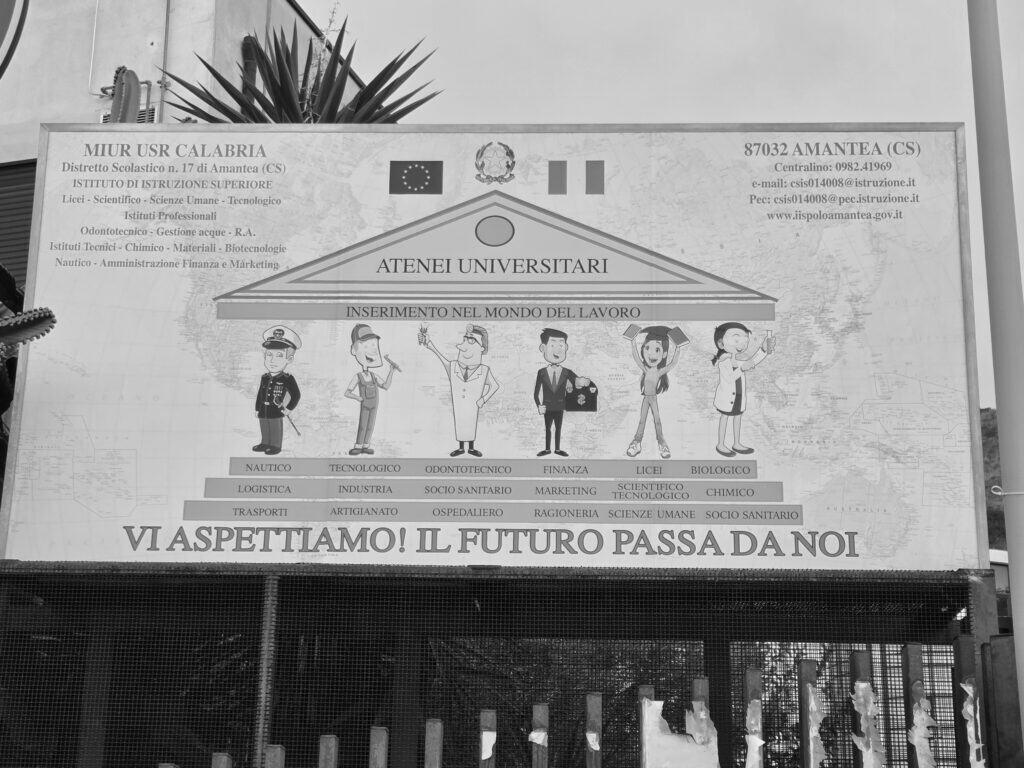 MIUR USR CALABRIA
Distretto Scolastico n. 17 di Amantea (CS)
ISTITUTO DI ISTRUZIONE SUPERIORE
Licei - Scientifico - Scienze Umane - Tecnologico
Istituti Professionali
Odontotecnico - Gestione acque - R.A.
Istituti Tecnici - Chimico - Materiali - Biotecnologie
Nautico - Amministrazione Finanza e Marketing
87032 AMANTEA (CS)
Centralino: 0982.41969
e-mail: csis014008@istruzione.it
Pec: csis014008@pec.istruzione.it
www.iispoloamantea.gov.it
ATENEI UNIVERSITARI
INSERIMENTO NEL MONDO DEL LAVORO
NAUTICO TECNOLOGICO ODONTOTECNICO FINANZA LICEI BIOLOGICO
LOGISTICA INDUSTRIA SOCIO SANITARIO MARKETING SCIENTIFICO TECNOLOGICO CHIMICO
TRASPORTI ARTIGIANATO OSPEDALIERO RAGIONERIA SCIENZE UMANE SOCIO SANITARIO
VI ASPETTIAMO! IL FUTURO PASSA DA NOI